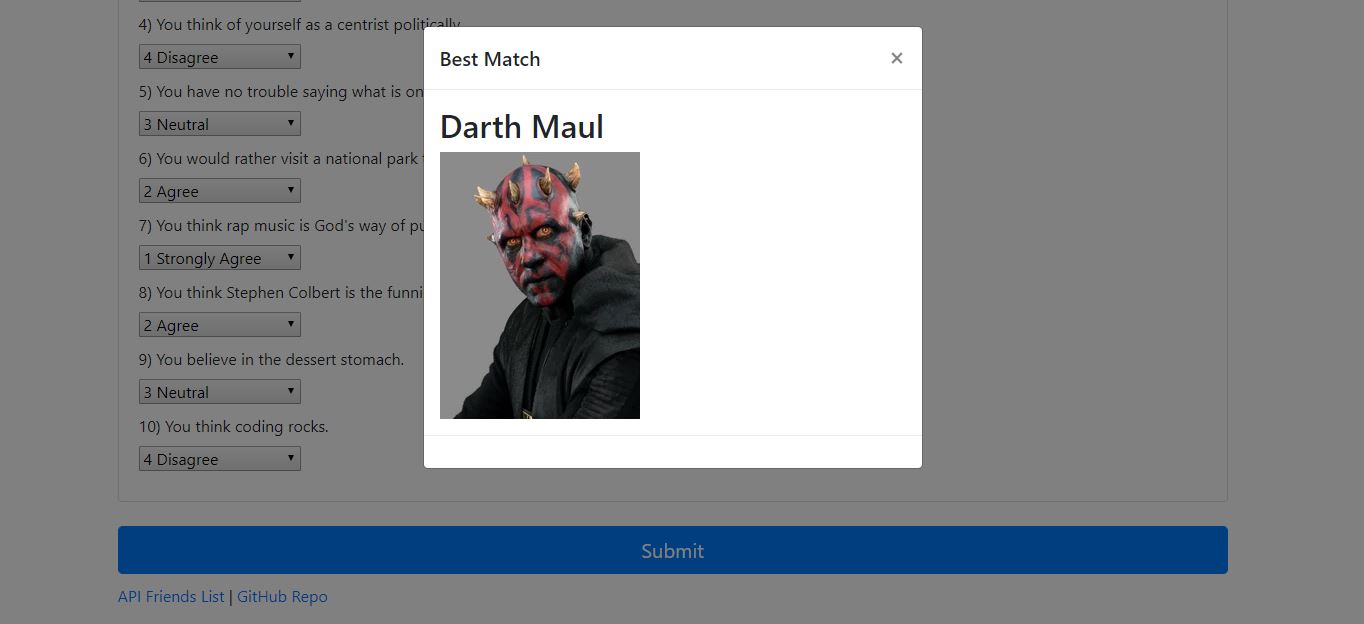 4) You think of yourself as a centrist politically
4 Disagree
5) You have no trouble saying what is on
3 Neutral
6) You would rather visit a national park
2 Agree
7) You think rap music is God's way of
1 Strongly Agree
8) You think Stephen Colbert is the
2 Agree
9) You believe in the dessert stomach.
3 Neutral
10) You think coding rocks.
4 Disagree
Best Match ×
Darth Maul
Submit
API Friends List | GitHub Repo